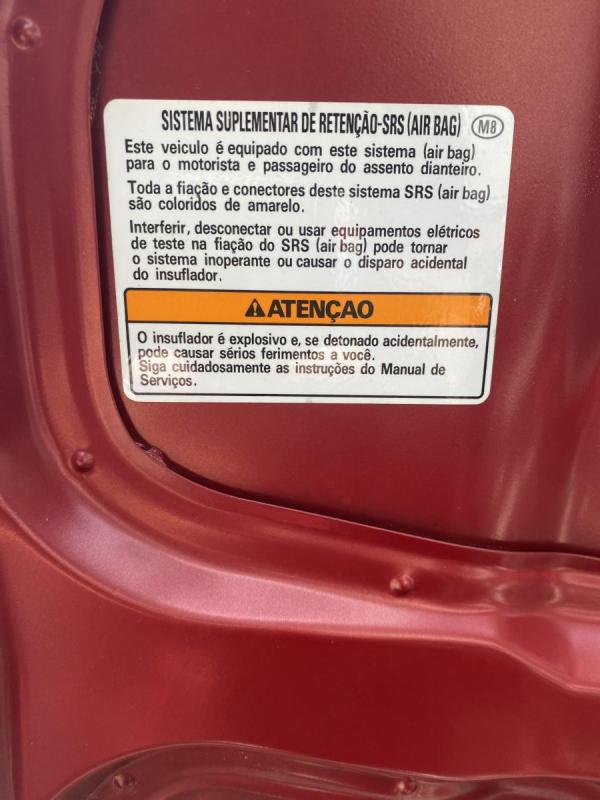 SISTEMA SUPLEMENTAR DE RETENÇÃO-SRS (AIR BAG) M8
Este veiculo é equipado com este sistema (air bag)
para o motorista e passageiro do assento dianteiro.
Toda a fiação e conectores deste sistema SRS (air bag)
são coloridos de amarelo.
Interferir, desconectar ou usar equipamentos elétricos
de teste na fiação do SRS (air bag) pode tornar
o sistema inoperante ou causar o disparo acidental
do insuflador.
ATENÇAO
O insuflador é explosivo e, se detonado acidentalmente,
pode causar sérios ferimentos a você.
Siga cuidadosamente as instruções do Manual de
Serviços.